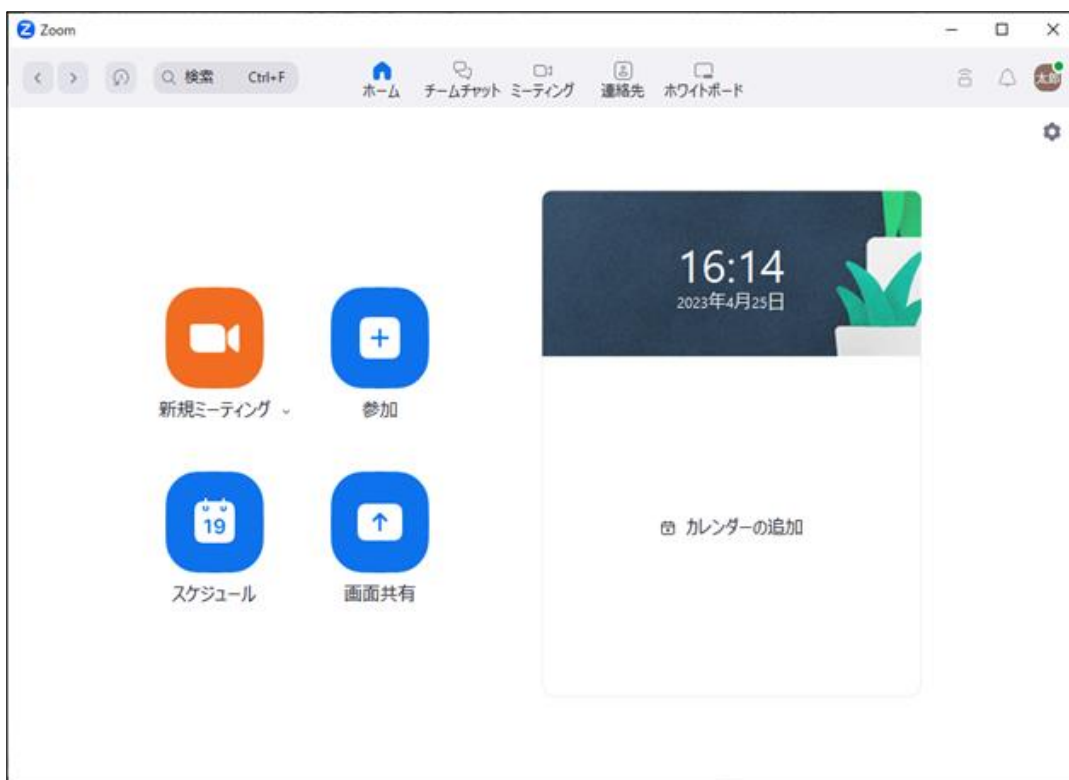 Zoom
検索 Ctrl+F
ホーム チームチャット ミーティング 連絡先 ホワイトボード
太郎
16:14
2023年4月25日
新規ミーティング 参加
19
スケジュール 画面共有
カレンダーの追加